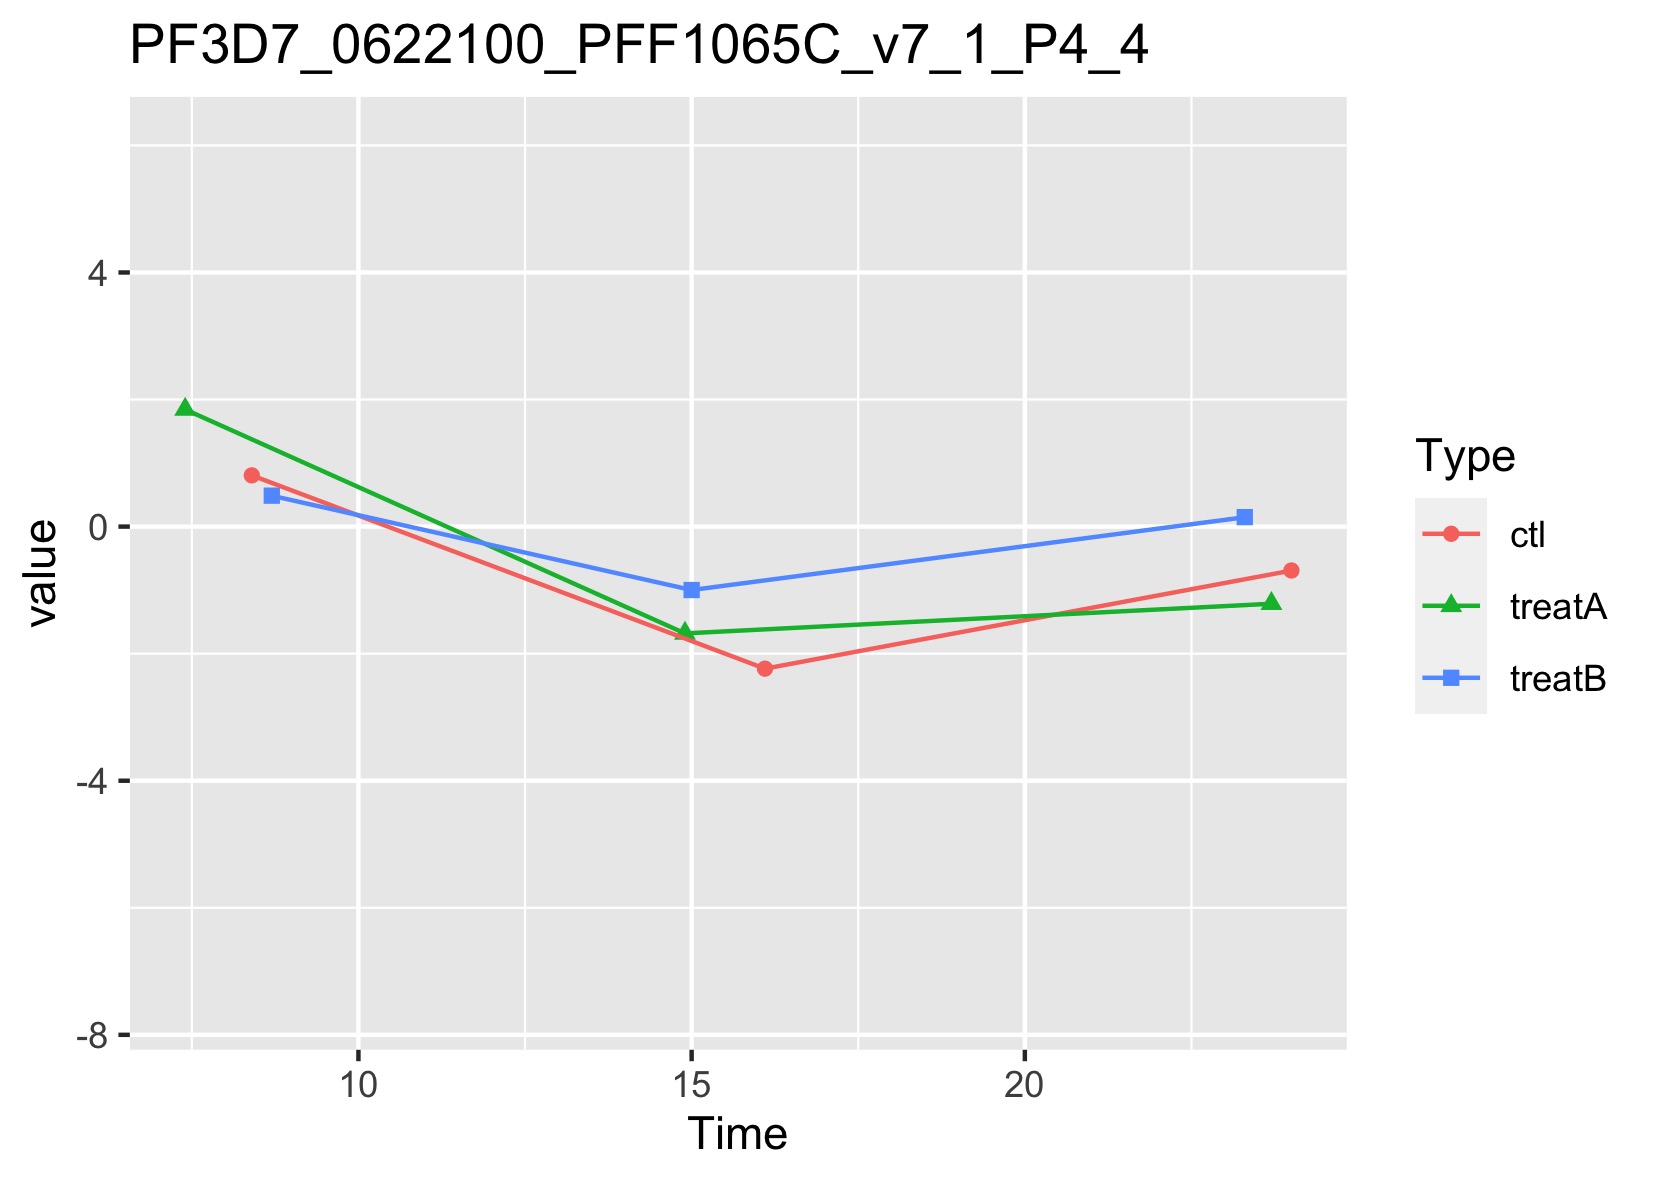 PF3D7_0622100_PFF1065C_v7_1_P4_4
value
4
0
-4
-8
10 15 20
Time
Type
ctl
treatA
treatB